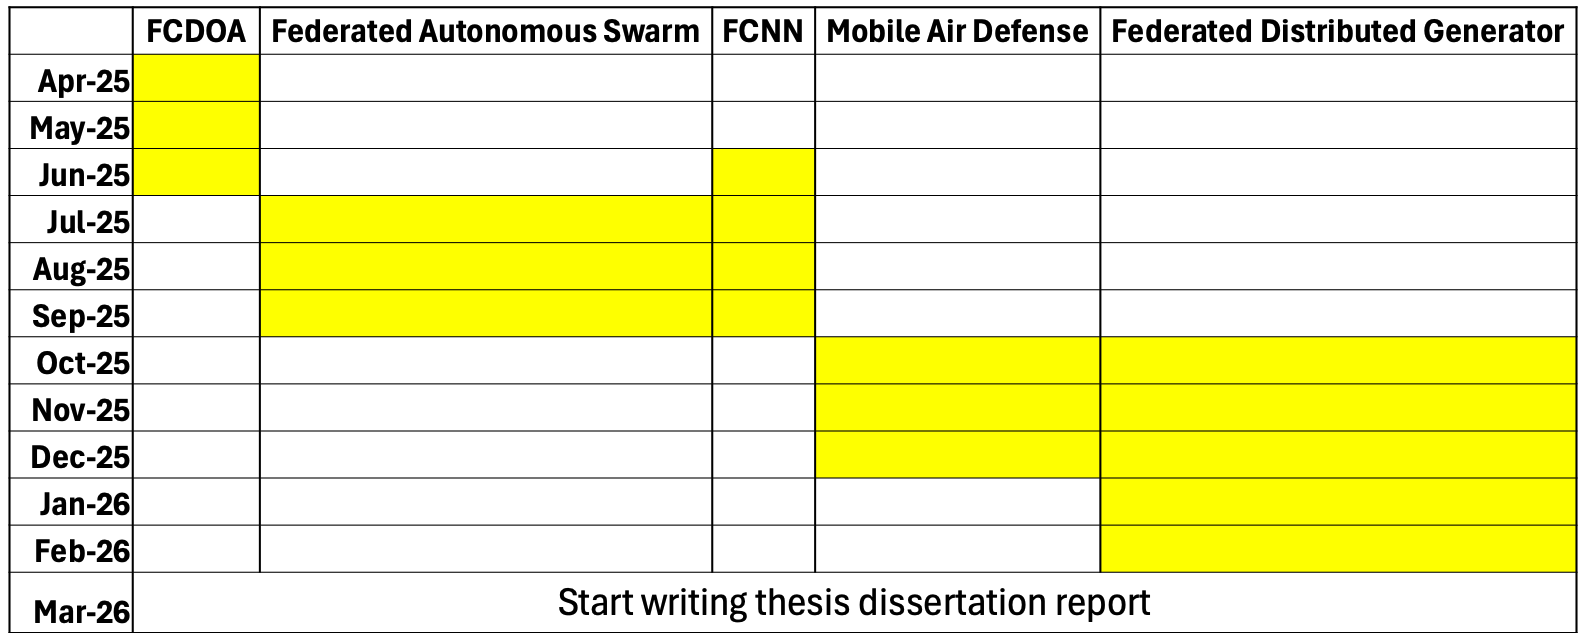 FCDOA Federated Autonomous Swarm FCNN Mobile Air Defense Federated Distributed Generator
Apr-25
May-25
Jun-25
Jul-25
Aug-25
Sep-25
Oct-25
Nov-25
Dec-25
Jan-26
Feb-26
Mar-26 Start writing thesis dissertation report